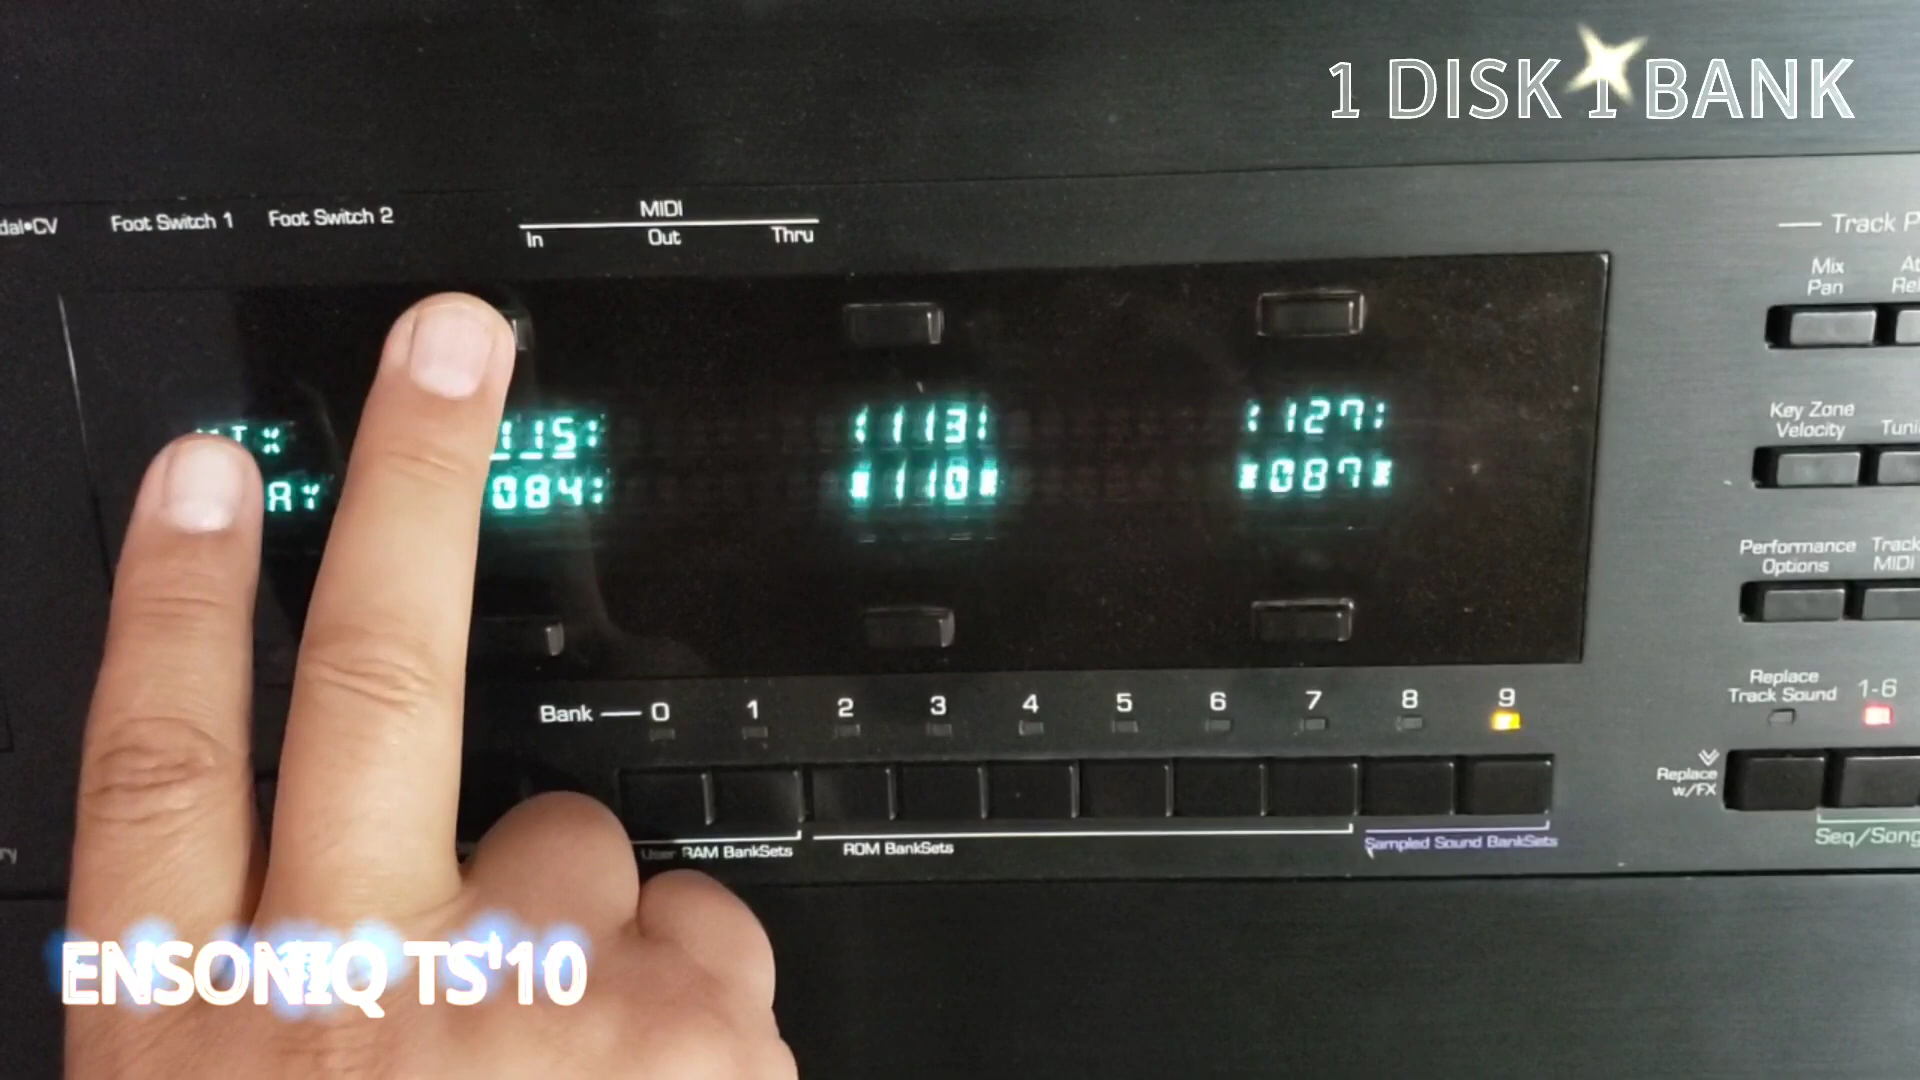 1 DISK 1 BANK
Foot Switch 1
Foot Switch 2
MIDI
In
Out
Thru
Mix
Pan
Key Zone
Velocity
115:
:113:
:127:
084:
*110*
*087*
Performance
Options
Track
MIDI
Bank
0
1
2
3
4
5
6
7
8
9
Replace
Track Sound
1-6
Replace
w/FX
User RAM BankSets
ROM BankSets
Sampled Sound BankSets
Seq/Song
ENSONIQ TS'10